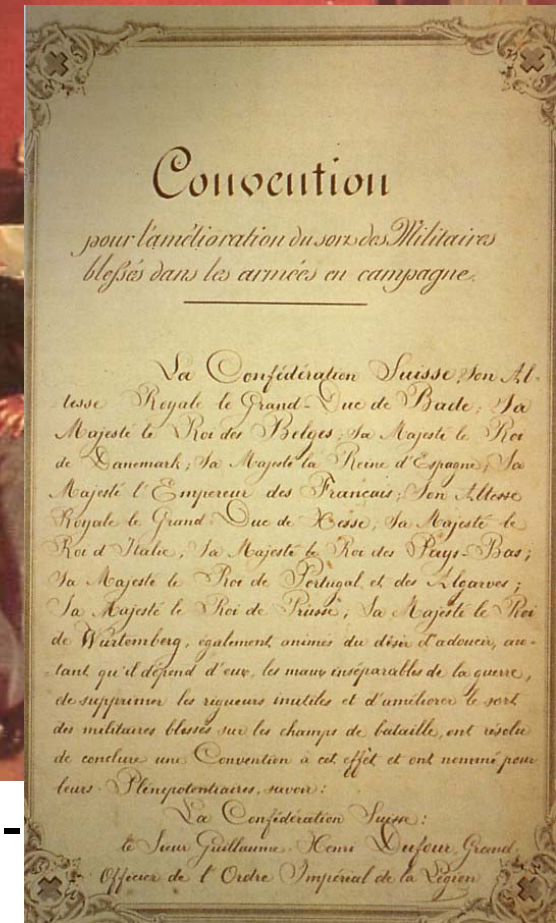 Convention
pour l'amélioration du sort des Militaires
blessés dans les armées en campagne.
La Confédération Suisse; Son Al-
tesse Royale le Grand-Duc de Bade; Sa
Majesté le Roi des Belges; Sa Majesté le Roi
de Danemark; Sa Majesté la Reine d'Espagne; Sa
Majesté l'Empereur des Français; Son Altesse
Royale le Grand Duc de Hesse; Sa Majesté le
Roi d'Italie; Sa Majesté le Roi des Pays-Bas;
Sa Majesté le Roi de Portugal et des Algarves;
Sa Majesté le Roi de Prusse; Sa Majesté le Roi
de Wurtemberg, également animés du désir d'adoucir, au-
tant qu'il dépend d'eux, les maux inséparables de la guerre,
de supprimer les rigueurs inutiles et d'améliorer le sort
des militaires blessés sur les champs de bataille, ont résolu
de conclure une Convention à cet effet et ont nommé pour
leurs Plénipotentiaires, savoir:
La Confédération Suisse:
le Sieur Guillaume Henri Dufour, Grand
Officier de l'Ordre Impérial de la Légion
-